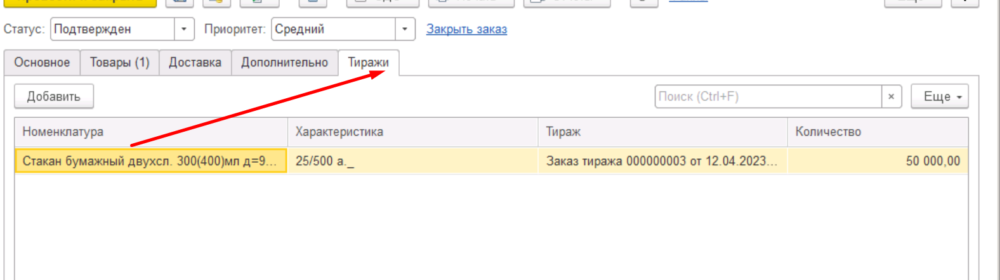 Статус: Подтвержден Приоритет: Средний Закрыть заказ
Основное Товары (1) Доставка Дополнительно Тиражи
Добавить Поиск (Ctrl+F) × Еще
Номенклатура Характеристика Тираж Количество
Стакан бумажный двухсл. 300(400)мл д=9... 25/500 а._ Заказ тиража 000000003 от 12.04.2023... 50 000,00